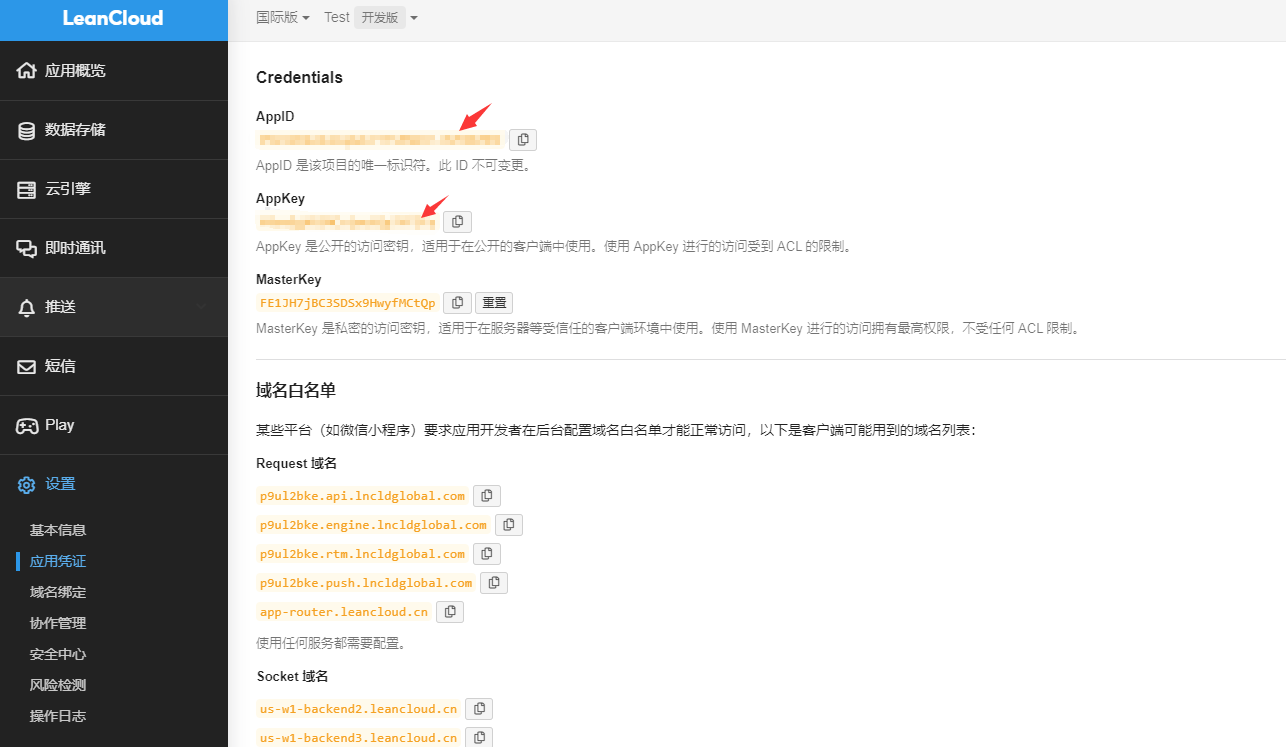 LeanCloud
国际版 Test 开发版
应用概览
数据存储
云引擎
即时通讯
推送
短信
Play
设置
基本信息
应用凭证
域名绑定
协作管理
安全中心
风险检测
操作日志
Credentials
AppID
AppID 是该项目的唯一标识符。此 ID 不可变更。
AppKey
AppKey 是公开的访问密钥，适用于在公开的客户端中使用。使用 AppKey 进行的访问受到 ACL 的限制。
MasterKey
FE1JH7jBC3SDSx9HwyfMCtQp 重置
MasterKey 是私密的访问密钥，适用于在服务器等受信任的客户端环境中使用。使用 MasterKey 进行的访问拥有最高权限，不受任何 ACL 限制。
域名白名单
某些平台（如微信小程序）要求应用开发者在后台配置域名白名单才能正常访问，以下是客户端可能用到的域名列表：
Request 域名
p9ul2bke.api.lncldglobal.com
p9ul2bke.engine.lncldglobal.com
p9ul2bke.rtm.lncldglobal.com
p9ul2bke.push.lncldglobal.com
app-router.leancloud.cn
使用任何服务都需要配置。
Socket 域名
us-w1-backend2.leancloud.cn
us-w1-backend3.leancloud.cn